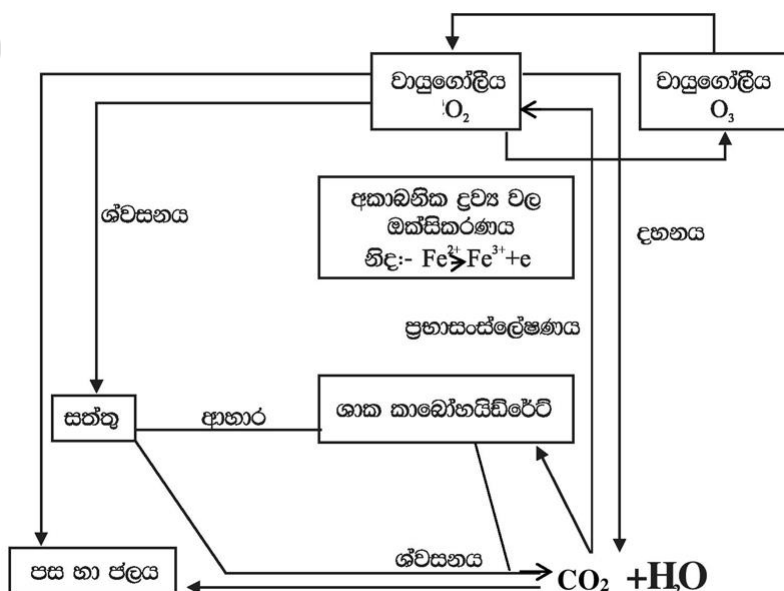 වායුගෝලීය
O₂
වායුගෝලීය
O₃
ශ්වසනය
අකාබනික ද්‍රව්‍ය වල
ඔක්සිකරණය
නිද:- Fe²⁺→Fe³⁺+e
දහනය
ප්‍රභාසංස්ලේෂණය
සත්තු
ආහාර
ශාක කාබෝහයිඩ්රේට්
ශ්වසනය
පස හා ජලය
CO₂ +H₂O